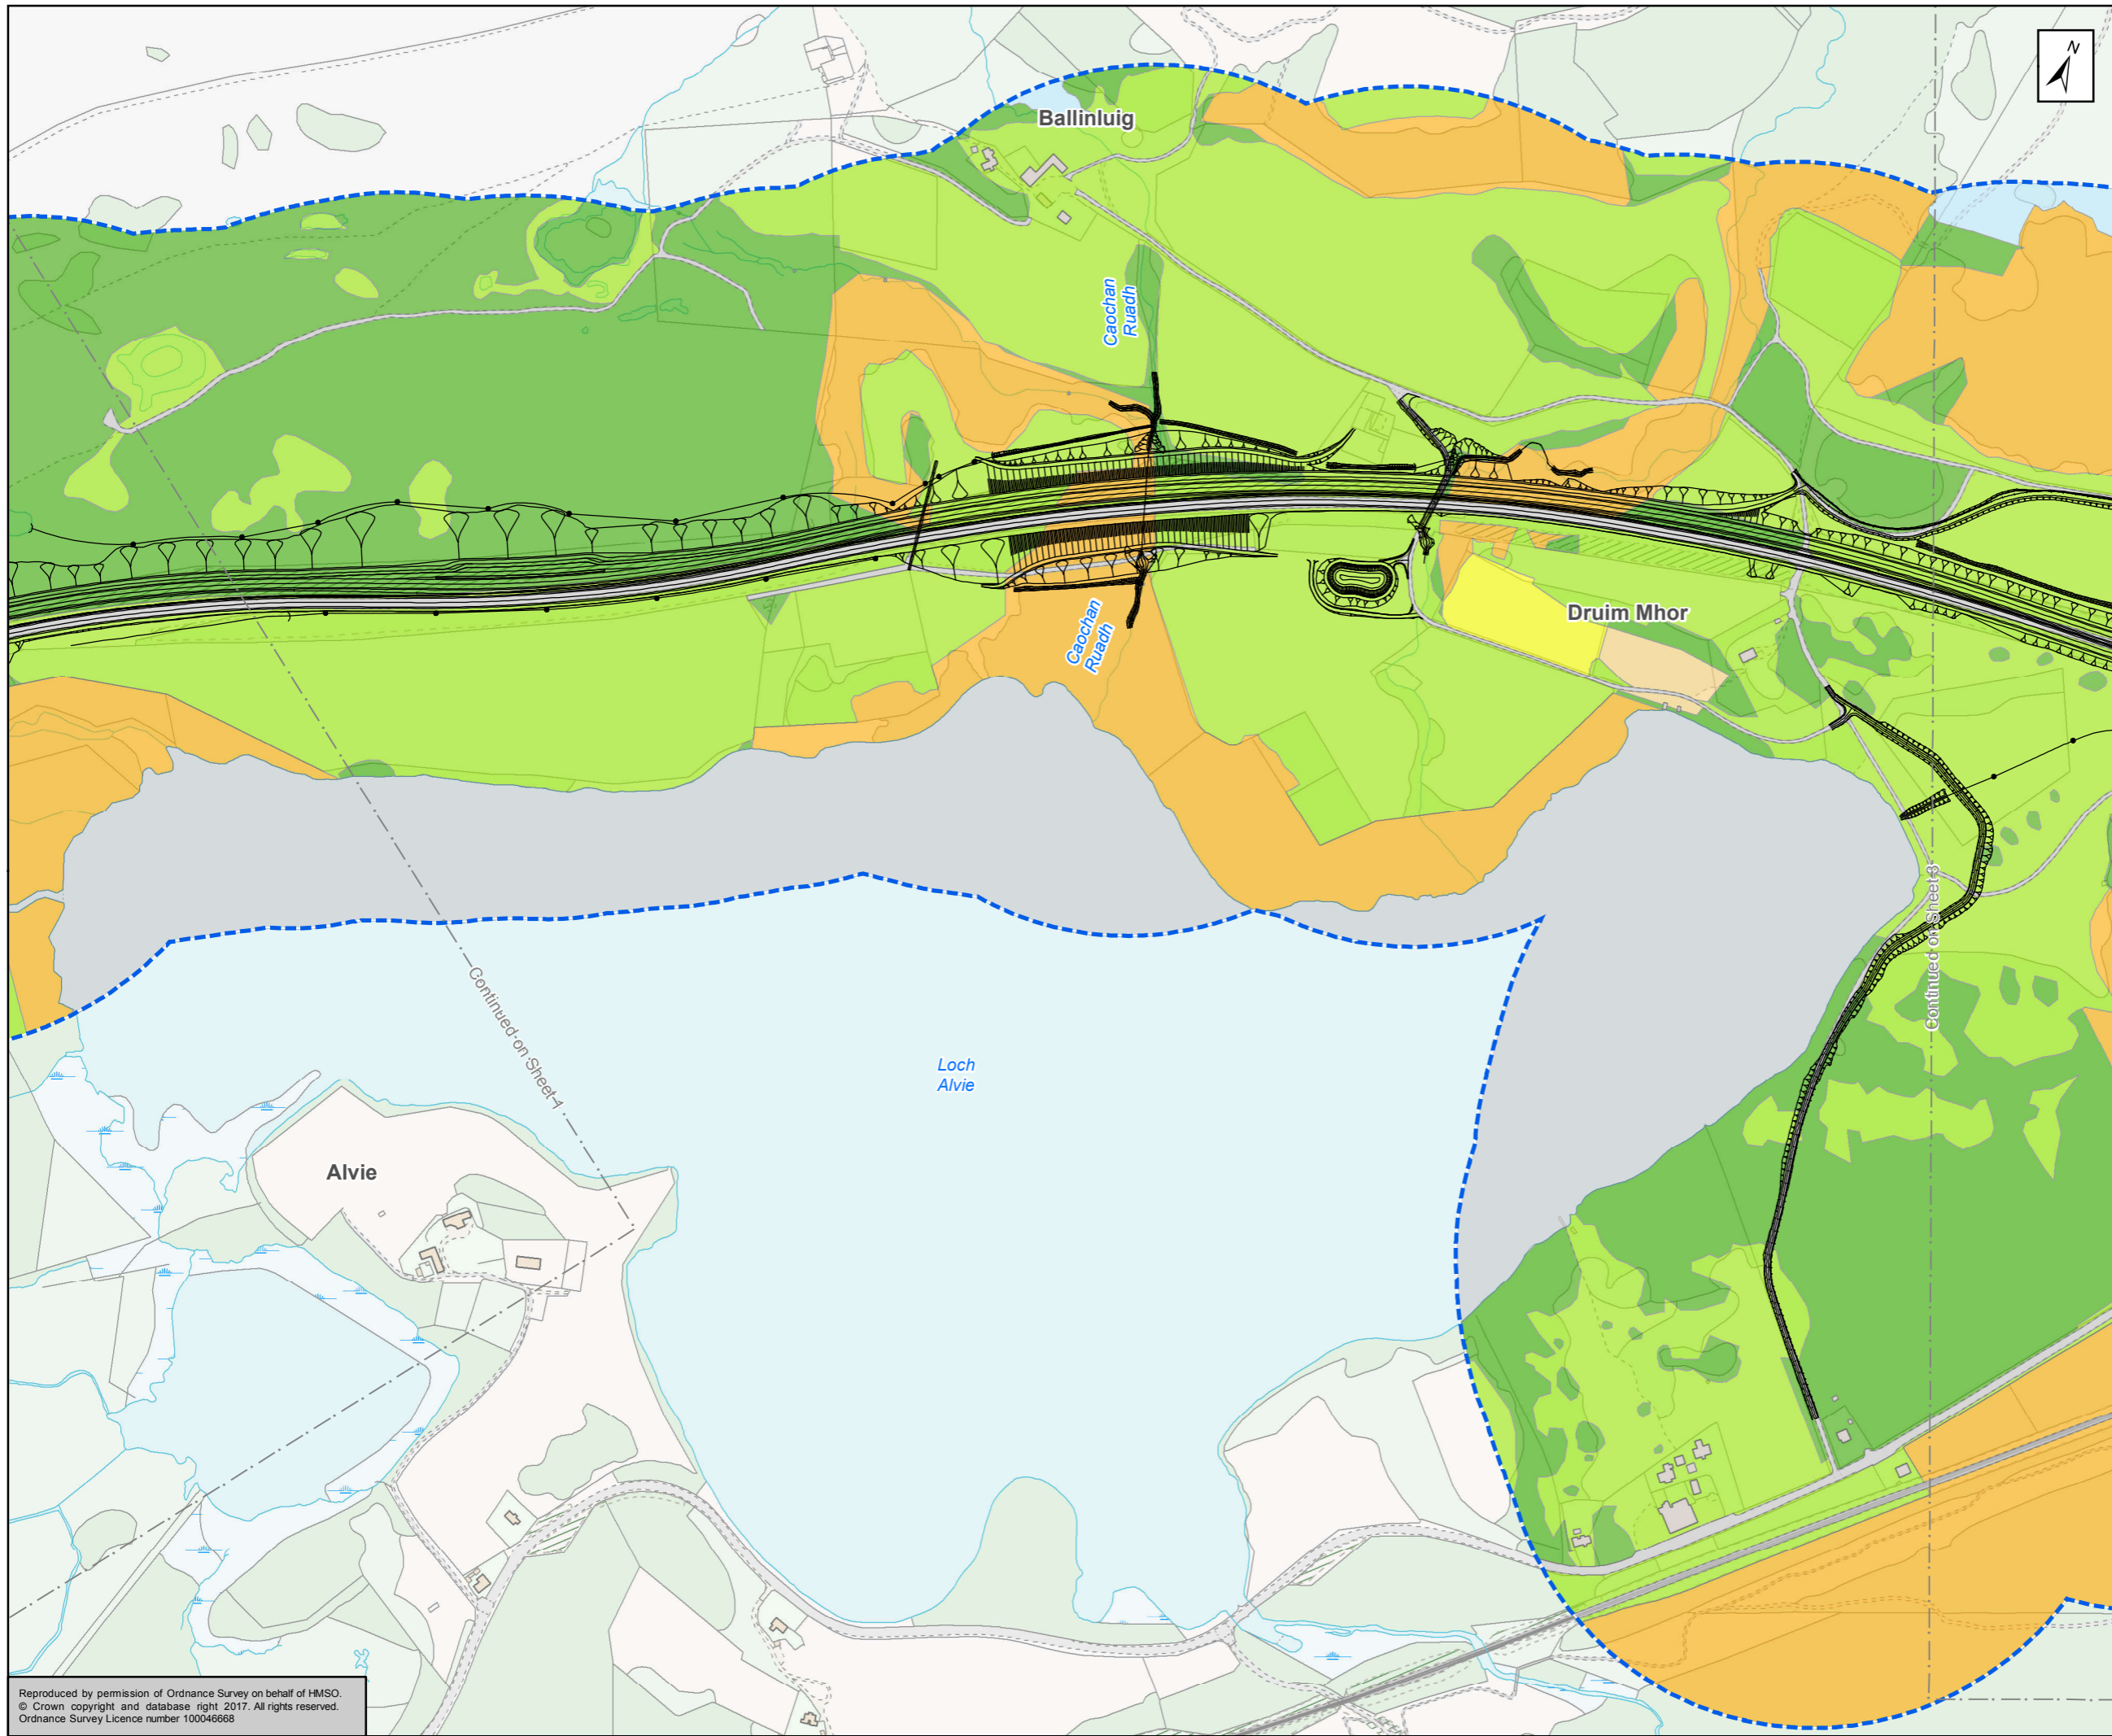 N
Ballinluig
Caochan
Ruadh
Druim Mhor
Caochan
Ruadh
Continued on Sheet 3
Continued on Sheet 1
Loch
Alvie
Alvie
Reproduced by permission of Ordnance Survey on behalf of HMSO.
© Crown copyright and database right 2017. All rights reserved.
Ordnance Survey Licence number 100046668